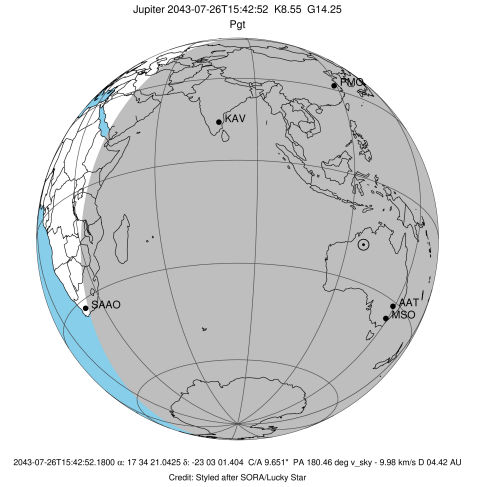 Jupiter 2043-07-26T15:42:52 K8.55 G14.25
Pgt
PMO
KAV
SAAO
AAT
MSO
2043-07-26T15:42:52.1800 α: 17 34 21.0425 δ: -23 03 01.404 C/A 9.651" PA 180.46 deg v_sky - 9.98 km/s D 04.42 AU
Credit: Styled after SORA/Lucky Star